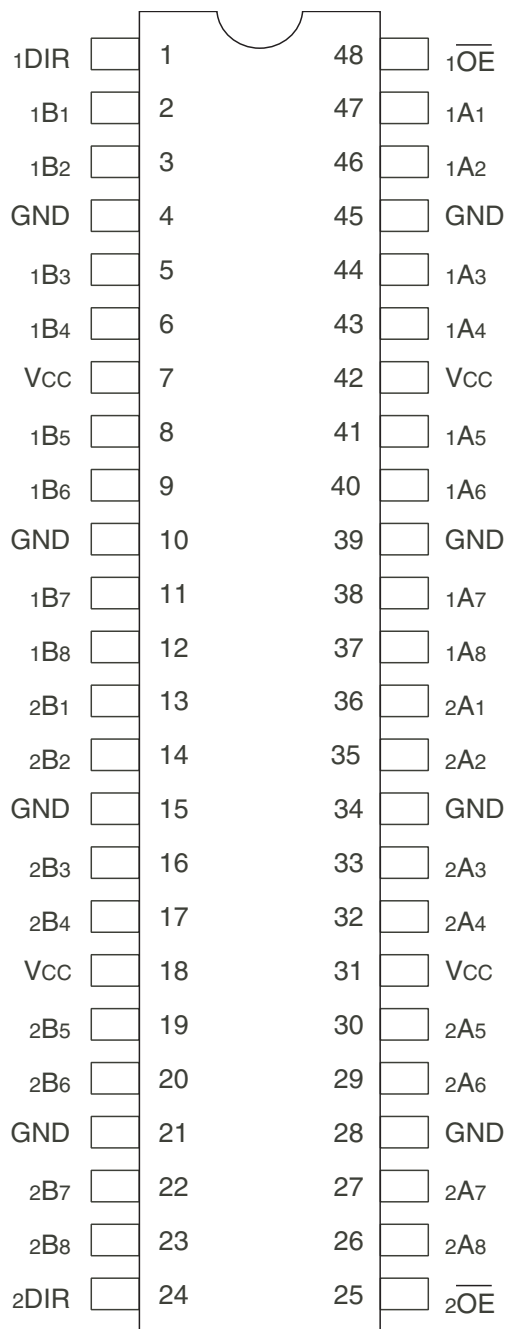 1DIR 1 48 1OE
1B1 2 47 1A1
1B2 3 46 1A2
GND 4 45 GND
1B3 5 44 1A3
1B4 6 43 1A4
VCC 7 42 VCC
1B5 8 41 1A5
1B6 9 40 1A6
GND 10 39 GND
1B7 11 38 1A7
1B8 12 37 1A8
2B1 13 36 2A1
2B2 14 35 2A2
GND 15 34 GND
2B3 16 33 2A3
2B4 17 32 2A4
VCC 18 31 VCC
2B5 19 30 2A5
2B6 20 29 2A6
GND 21 28 GND
2B7 22 27 2A7
2B8 23 26 2A8
2DIR 24 25 2OE